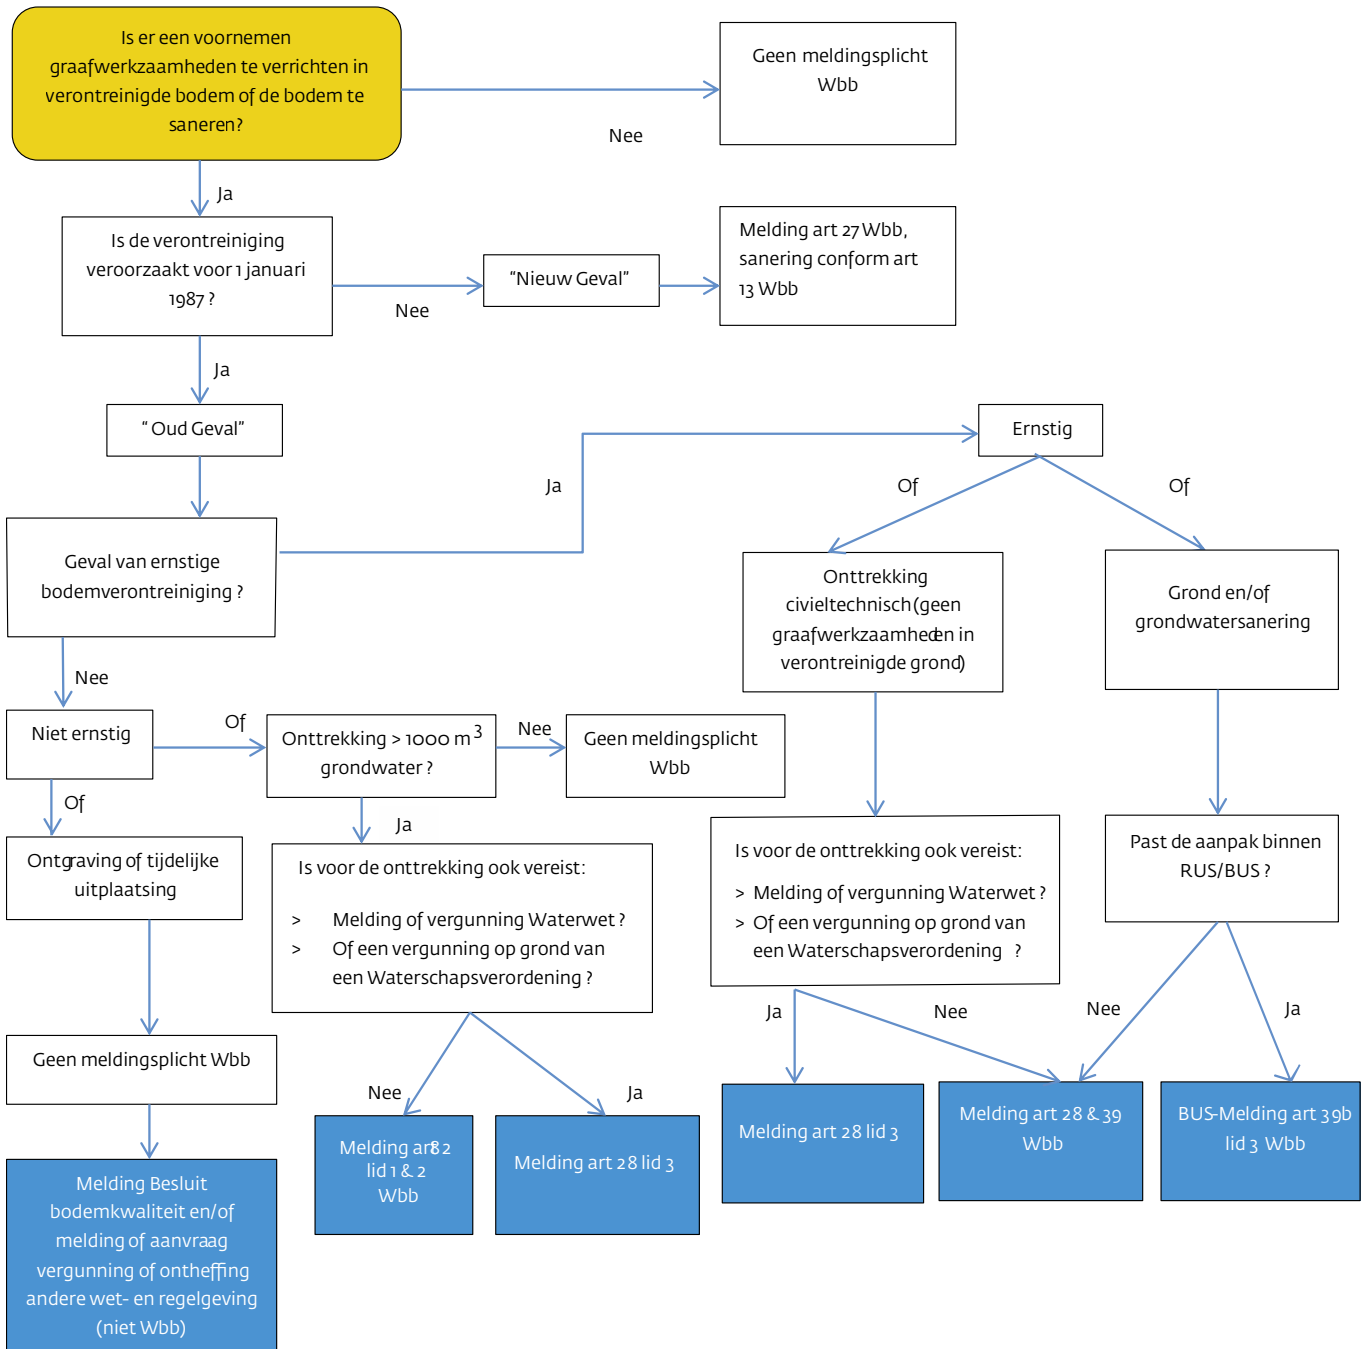 Is er een voornemen
graafwerkzaamheden te verrichten in
verontreinigde bodem of de bodem te
saneren?
Nee
Geen meldingsplicht
Wbb
Ja
Is de verontreiniging
veroorzaakt voor 1 januari
1987 ?
Nee
“Nieuw Geval”
Melding art 27 Wbb,
sanering conform art
13 Wbb
Ja
“ Oud Geval”
Geval van ernstige
bodemverontreiniging ?
Ja
Ernstig
Of
Of
Onttrekking
civieltechnisch (geen
graafwerkzaamheden in
verontreinigde grond)
Grond en/of
grondwatersanering
Nee
Niet ernstig
Of
Onttrekking > 1000 m³
grondwater ?
Nee
Geen meldingsplicht
Wbb
Of
Ja
Ontgraving of tijdelijke
uitplaatsing
Is voor de onttrekking ook vereist:
> Melding of vergunning Waterwet ?
> Of een vergunning op grond van
een Waterschapsverordening ?
Is voor de onttrekking ook vereist:
> Melding of vergunning Waterwet ?
> Of een vergunning op grond van
een Waterschapsverordening ?
Past de aanpak binnen
RUS/BUS ?
Geen meldingsplicht Wbb
Nee
Ja
Ja
Nee
Nee
Ja
Melding Besluit
bodemkwaliteit en/of
melding of aanvraag
vergunning of ontheffing
andere wet- en regelgeving
(niet Wbb)
Melding
lid 1 & 2
Wbb
Melding art 28 lid 3
Melding art 28 lid 3
Melding art 28 & 39
Wbb
BUS-Melding art 39b
lid 3 Wbb